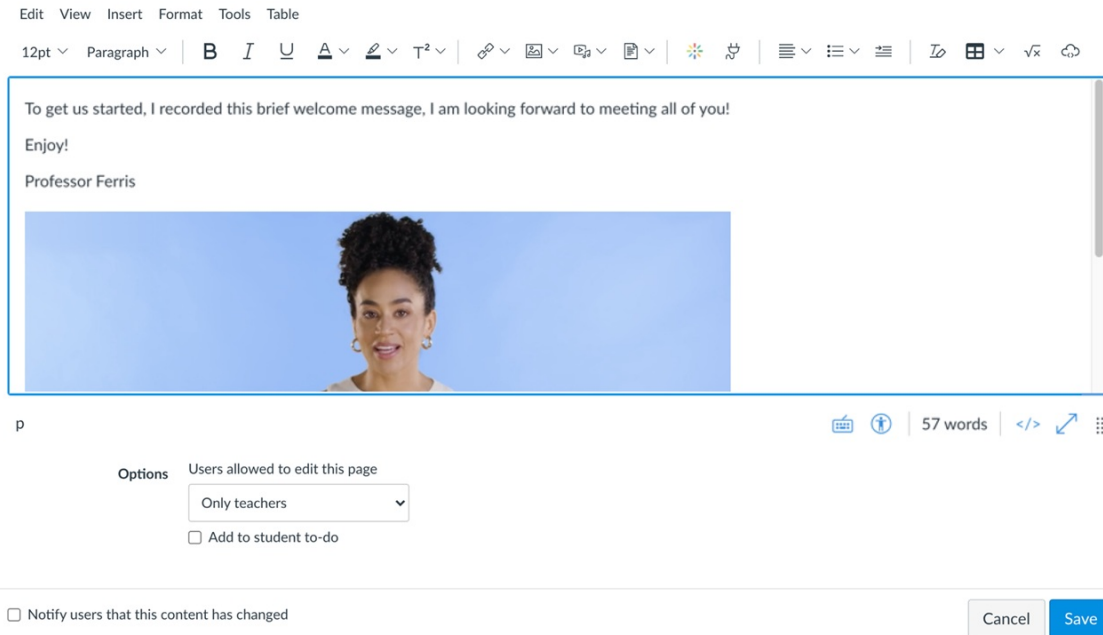 Edit View Insert Format Tools Table
12pt Paragraph B I U A T²
To get us started, I recorded this brief welcome message, I am looking forward to meeting all of you!
Enjoy!
Professor Ferris
p 57 words </>
Options Users allowed to edit this page
Only teachers
Add to student to-do
Notify users that this content has changed
Cancel Save